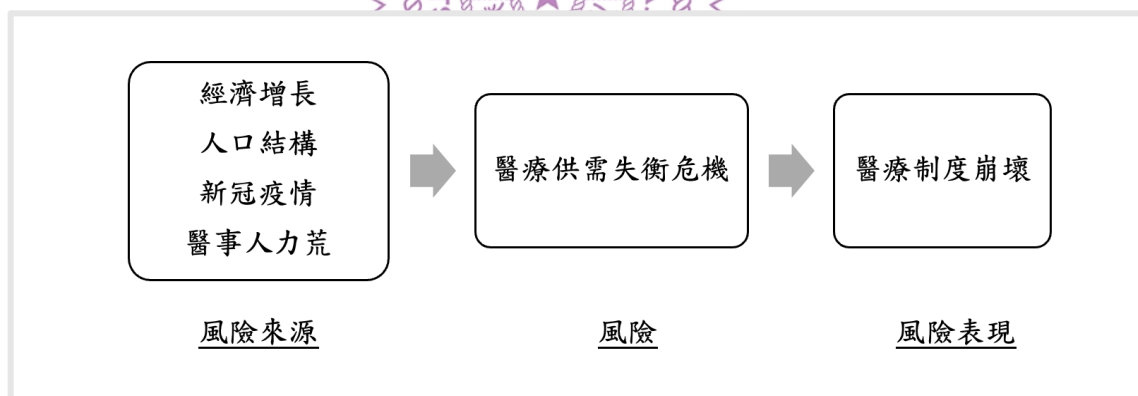 經濟增長
人口結構
新冠疫情
醫事人力荒
醫療供需失衡危機
醫療制度崩壞
風險來源
風險
風險表現